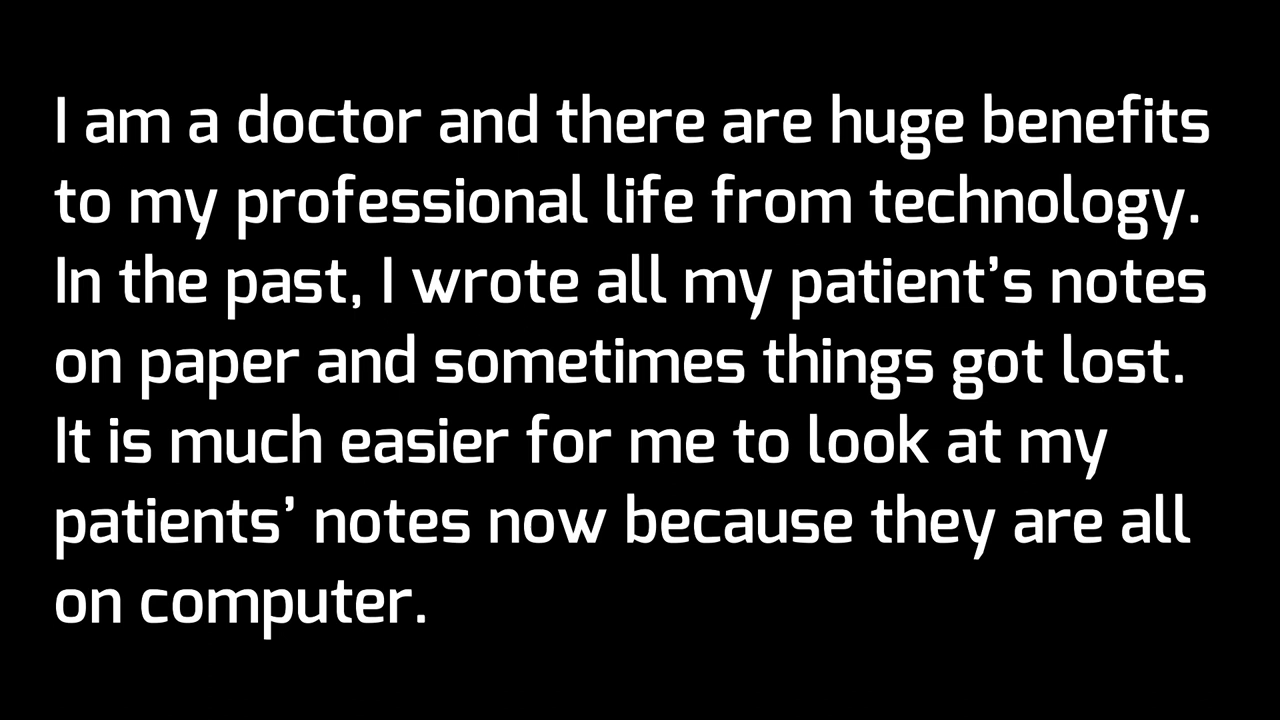 I am a doctor and there are huge benefits
to my professional life from technology.
In the past, I wrote all my patient’s notes
on paper and sometimes things got lost.
It is much easier for me to look at my
patients’ notes now because they are all
on computer.